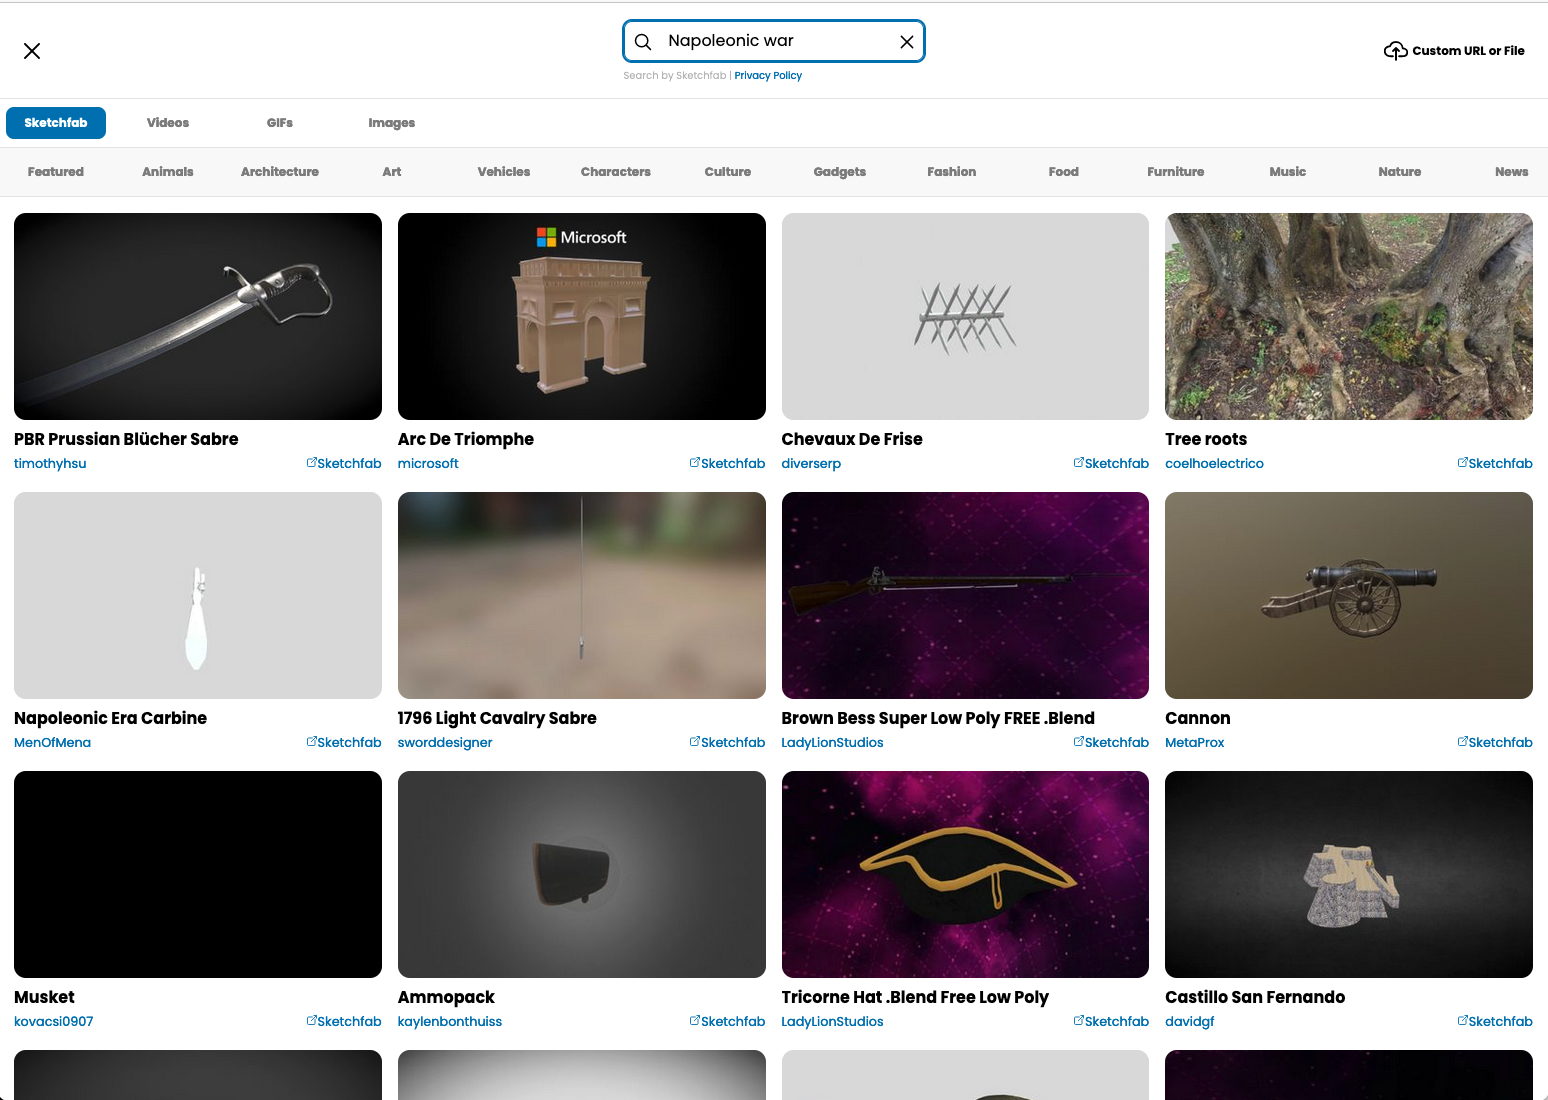 Napoleonic war
Custom URL or File
Search by Sketchfab | Privacy Policy
Sketchfab Videos GIFs Images
Featured Animals Architecture Art Vehicles Characters Culture Gadgets Fashion Food Furniture Music Nature News
Microsoft
PBR Prussian Blücher Sabre
timothyhsu Sketchfab
Arc De Triomphe
microsoft Sketchfab
Chevaux De Frise
diverserp Sketchfab
Tree roots
coelhoelectrico Sketchfab
Napoleonic Era Carbine
MenOfMena Sketchfab
1796 Light Cavalry Sabre
sworddesigner Sketchfab
Brown Bess Super Low Poly FREE .Blend
LadyLionStudios Sketchfab
Cannon
MetaProx Sketchfab
Musket
kovacsi0907 Sketchfab
Ammopack
kaylenbonthuiss Sketchfab
Tricorne Hat .Blend Free Low Poly
LadyLionStudios Sketchfab
Castillo San Fernando
davidgf Sketchfab